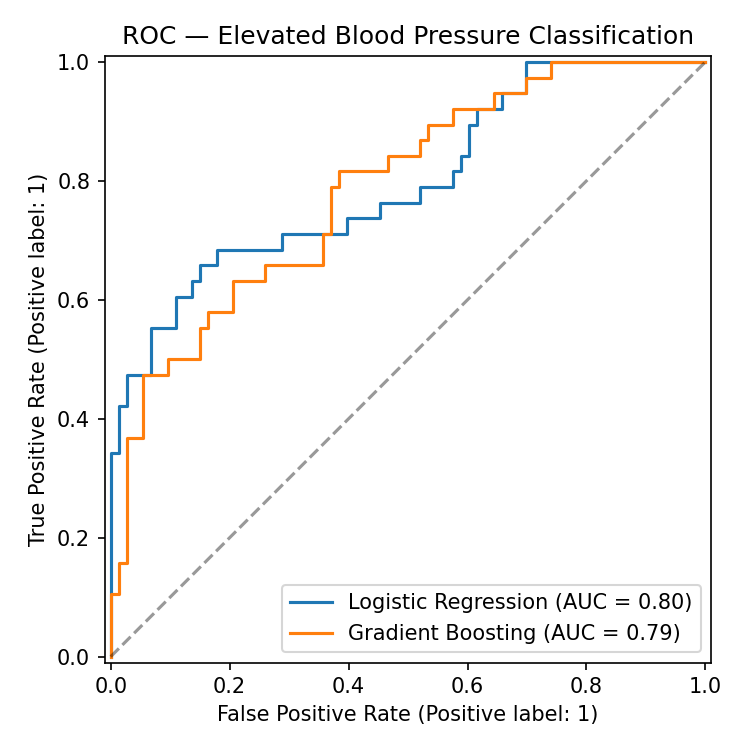 ROC — Elevated Blood Pressure Classification
True Positive Rate (Positive label: 1)
1.0
0.8
0.6
0.4
0.2
0.0
Logistic Regression (AUC = 0.80)
Gradient Boosting (AUC = 0.79)
0.0 0.2 0.4 0.6 0.8 1.0
False Positive Rate (Positive label: 1)